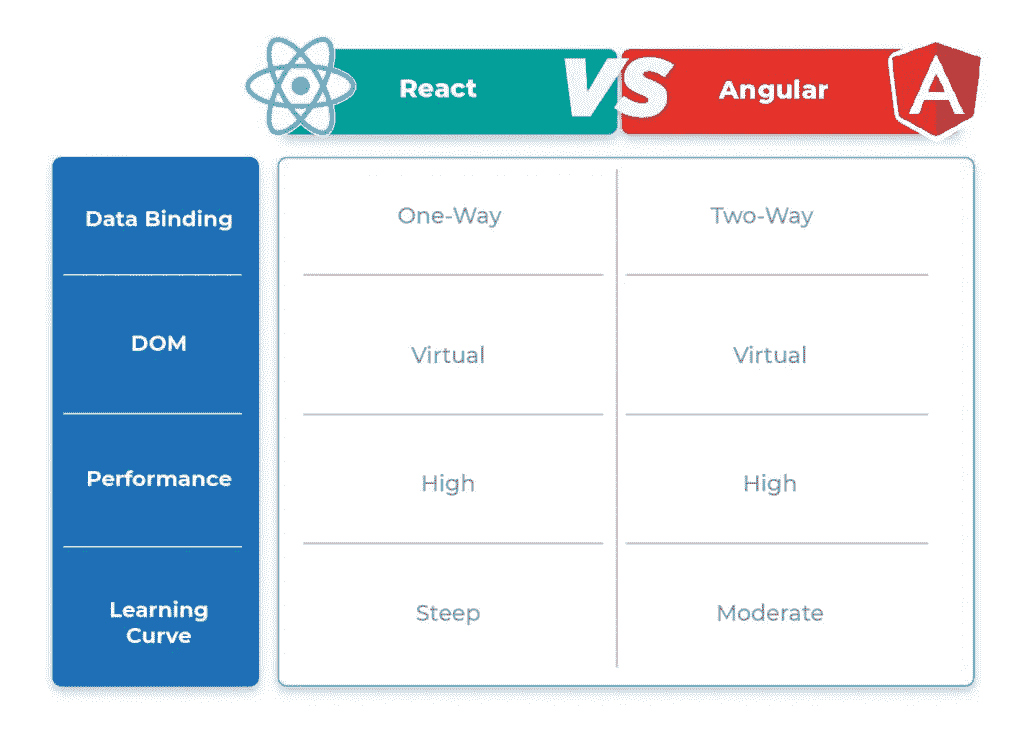 React VS Angular
Data Binding One-Way Two-Way
DOM Virtual Virtual
Performance High High
Learning
Curve Steep Moderate